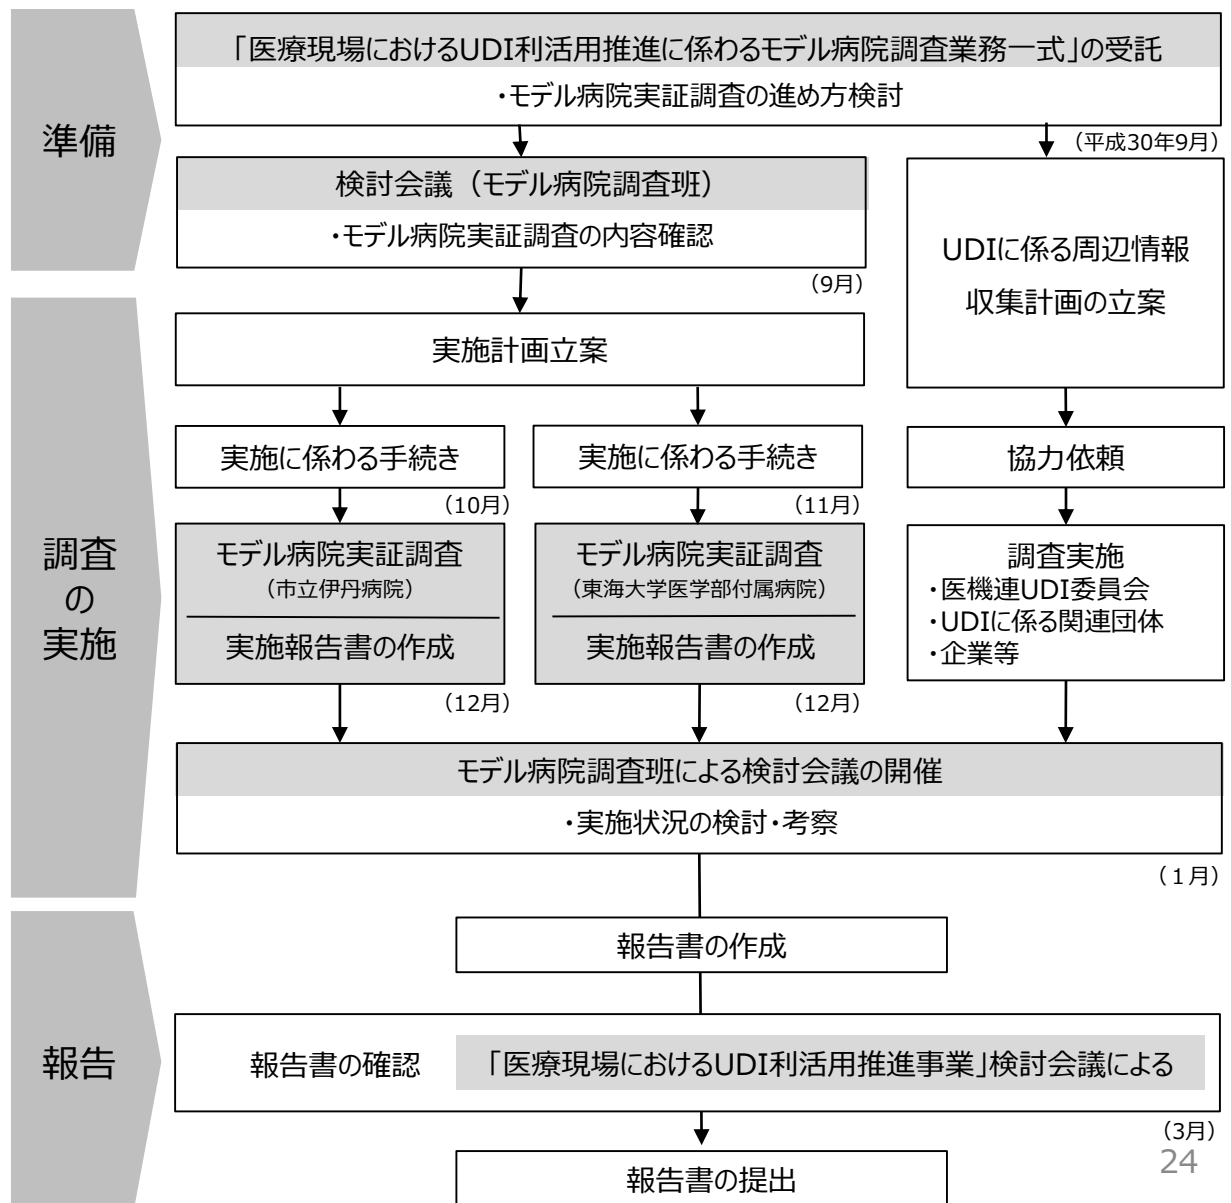 準備
「医療現場におけるUDI利活用推進に係わるモデル病院調査業務一式」の受託
・モデル病院実証調査の進め方検討
（平成30年9月）
検討会議（モデル病院調査班）
・モデル病院実証調査の内容確認
（9月）
UDIに係る周辺情報
収集計画の立案
調査
の
実施
実施計画立案
実施に係わる手続き
（10月）
実施に係わる手続き
（11月）
協力依頼
モデル病院実証調査
（市立伊丹病院）
実施報告書の作成
（12月）
モデル病院実証調査
（東海大学医学部付属病院）
実施報告書の作成
（12月）
調査実施
・医機連UDI委員会
・UDIに係る関連団体
・企業等
モデル病院調査班による検討会議の開催
・実施状況の検討・考察
（１月）
報告
報告書の作成
報告書の確認 「医療現場におけるUDI利活用推進事業」検討会議による
（3月）
報告書の提出
24